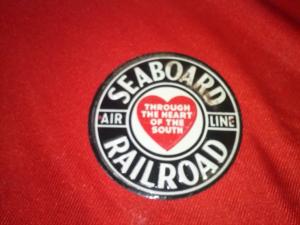 SEABOARD
AIR LINE
THROUGH
THE HEART
OF THE
SOUTH
RAILROAD